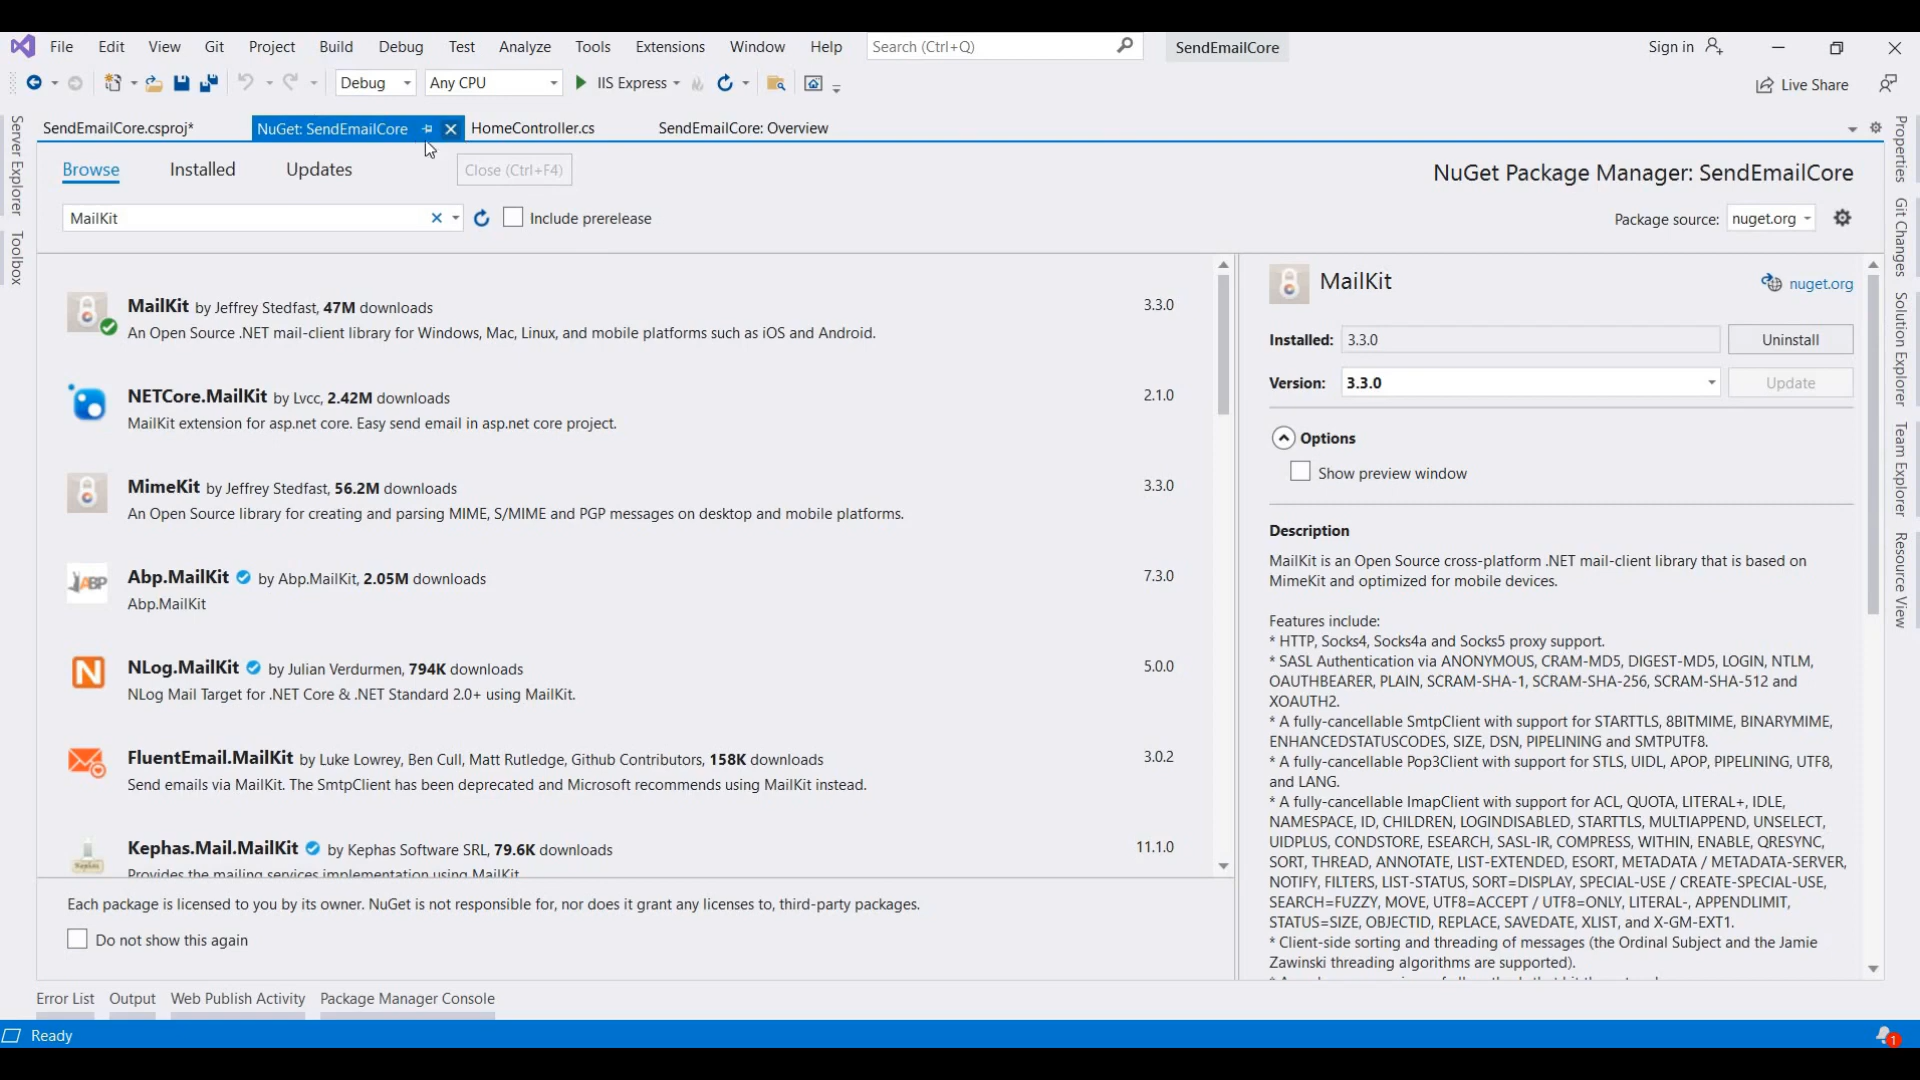 File Edit View Git Project Build Debug Test Analyze Tools Extensions Window Help Search (Ctrl+Q) SendEmailCore Sign in
Debug Any CPU IIS Express Live Share
SendEmailCore.csproj* NuGet: SendEmailCore HomeController.cs SendEmailCore: Overview
Server Explorer
Toolbox
Browse Installed Updates Close (Ctrl+F4)
NuGet Package Manager: SendEmailCore
MailKit Include prerelease
Package source: nuget.org
MailKit by Jeffrey Stedfast, 47M downloads 3.3.0
An Open Source .NET mail-client library for Windows, Mac, Linux, and mobile platforms such as iOS and Android.
NETCore.MailKit by Lvcc, 2.42M downloads 2.1.0
MailKit extension for asp.net core. Easy send email in asp.net core project.
MimeKit by Jeffrey Stedfast, 56.2M downloads 3.3.0
An Open Source library for creating and parsing MIME, S/MIME and PGP messages on desktop and mobile platforms.
ABP
Abp.MailKit by Abp.MailKit, 2.05M downloads 7.3.0
Abp.MailKit
N
NLog.MailKit by Julian Verdurmen, 794K downloads 5.0.0
NLog Mail Target for .NET Core & .NET Standard 2.0+ using MailKit.
FluentEmail.MailKit by Luke Lowrey, Ben Cull, Matt Rutledge, Github Contributors, 158K downloads 3.0.2
Send emails via MailKit. The SmtpClient has been deprecated and Microsoft recommends using MailKit instead.
Kephas.Mail.MailKit by Kephas Software SRL, 79.6K downloads 11.1.0
Provides the mailing services implementation using MailKit
Each package is licensed to you by its owner. NuGet is not responsible for, nor does it grant any licenses to, third-party packages.
Do not show this again
MailKit nuget.org
Installed: 3.3.0 Uninstall
Version: 3.3.0 Update
Options
Show preview window
Description
MailKit is an Open Source cross-platform .NET mail-client library that is based on
MimeKit and optimized for mobile devices.
Features include:
* HTTP, Socks4, Socks4a and Socks5 proxy support.
* SASL Authentication via ANONYMOUS, CRAM-MD5, DIGEST-MD5, LOGIN, NTLM,
OAUTHBEARER, PLAIN, SCRAM-SHA-1, SCRAM-SHA-256, SCRAM-SHA-512 and
XOAUTH2.
* A fully-cancellable SmtpClient with support for STARTTLS, 8BITMIME, BINARYMIME,
ENHANCEDSTATUSCODES, SIZE, DSN, PIPELINING and SMTPUTF8.
* A fully-cancellable Pop3Client with support for STLS, UIDL, APOP, PIPELINING, UTF8,
and LANG.
* A fully-cancellable ImapClient with support for ACL, QUOTA, LITERAL+, IDLE,
NAMESPACE, ID, CHILDREN, LOGINDISABLED, STARTTLS, MULTIAPPEND, UNSELECT,
UIDPLUS, CONDSTORE, ESEARCH, SASL-IR, COMPRESS, WITHIN, ENABLE, QRESYNC,
SORT, THREAD, ANNOTATE, LIST-EXTENDED, ESORT, METADATA / METADATA-SERVER,
NOTIFY, FILTERS, LIST-STATUS, SORT=DISPLAY, SPECIAL-USE / CREATE-SPECIAL-USE,
SEARCH=FUZZY, MOVE, UTF8=ACCEPT / UTF8=ONLY, LITERAL-, APPENDLIMIT,
STATUS=SIZE, OBJECTID, REPLACE, SAVEDATE, XLIST, and X-GM-EXT1.
* Client-side sorting and threading of messages (the Ordinal Subject and the Jamie
Zawinski threading algorithms are supported).
Properties
Git Changes
Solution Explorer
Team Explorer
Resource View
Error List Output Web Publish Activity Package Manager Console
Ready 1